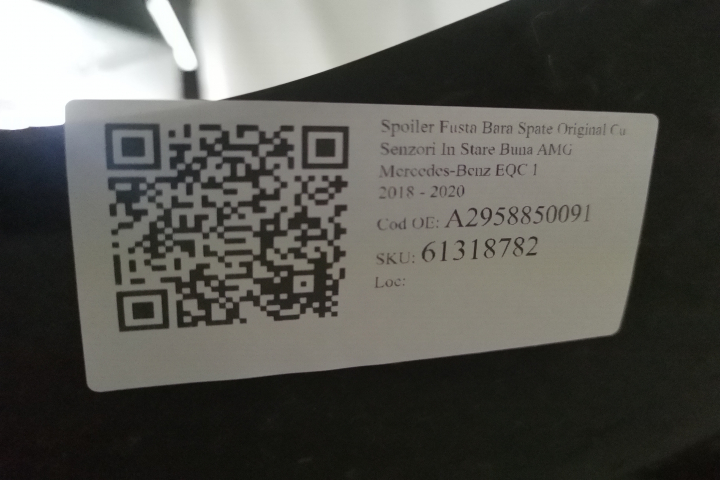 Spoiler Fusta Bara Spate Original Cu
Senzori In Stare Buna AMG
Mercedes-Benz EQC 1
2018 - 2020
Cod OE: A2958850091
SKU: 61318782
Loc: